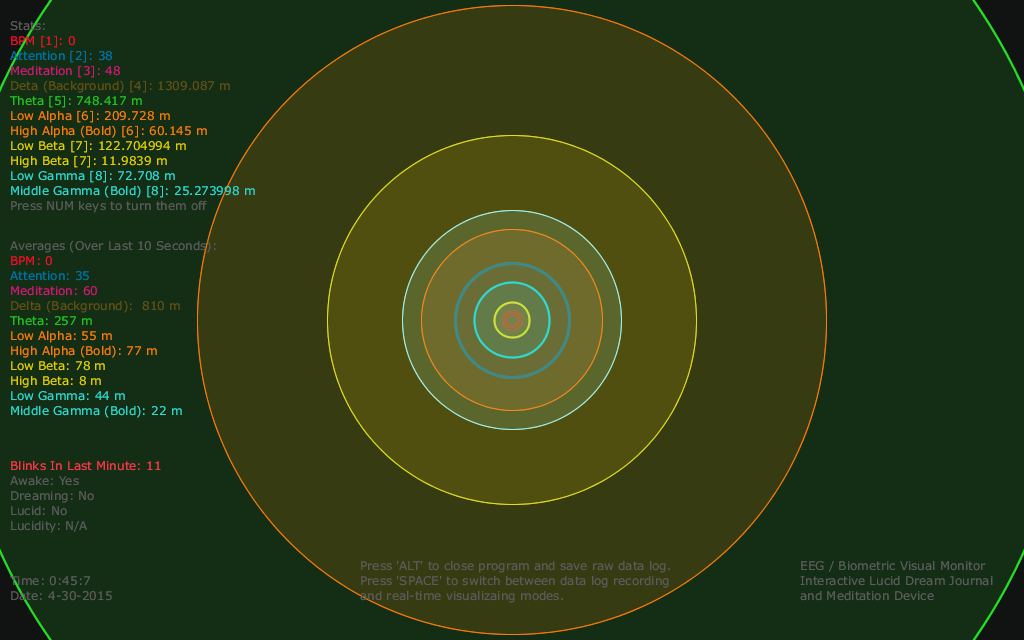 Stats:
BPM [1]: 0
Attention [2]: 38
Meditation [3]: 48
Deta (Background) [4]: 1309.087 m
Theta [5]: 748.417 m
Low Alpha [6]: 209.728 m
High Alpha (Bold) [6]: 60.145 m
Low Beta [7]: 122.704994 m
High Beta [7]: 11.9839 m
Low Gamma [8]: 72.708 m
Middle Gamma (Bold) [8]: 25.273998 m
Press NUM keys to turn them off
Averages (Over Last 10 Seconds):
BPM: 0
Attention: 35
Meditation: 60
Delta (Background):  810 m
Theta: 257 m
Low Alpha: 55 m
High Alpha (Bold): 77 m
Low Beta: 78 m
High Beta: 8 m
Low Gamma: 44 m
Middle Gamma (Bold): 22 m
Blinks In Last Minute: 11
Awake: Yes
Dreaming: No
Lucid: No
Lucidity: N/A
Time: 0:45:7
Date: 4-30-2015
Press 'ALT' to close program and save raw data log.
Press 'SPACE' to switch between data log recording
and real-time visualizaing modes.
EEG / Biometric Visual Monitor
Interactive Lucid Dream Journal
and Meditation Device